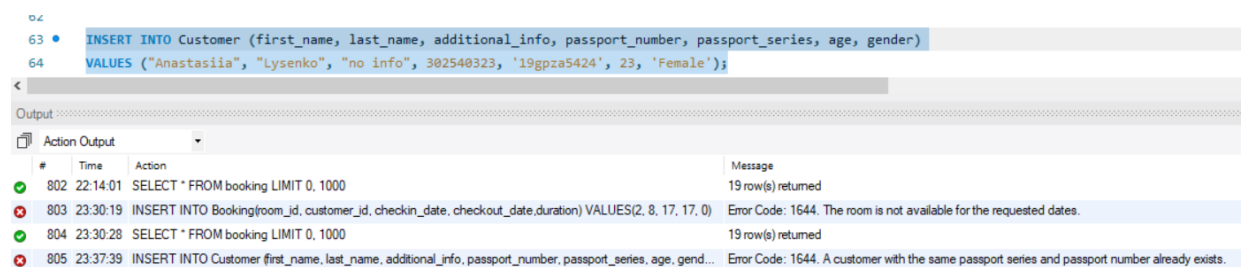 62
63 INSERT INTO Customer (first_name, last_name, additional_info, passport_number, passport_series, age, gender)
64 VALUES ("Anastasiia", "Lysenko", "no info", 302540323, '19gpza5424', 23, 'Female');
Output
Action Output
# Time Action Message
802 22:14:01 SELECT * FROM booking LIMIT 0, 1000 19 row(s) returned
803 23:30:19 INSERT INTO Booking(room_id, customer_id, checkin_date, checkout_date,duration) VALUES(2, 8, 17, 17, 0) Error Code: 1644. The room is not available for the requested dates.
804 23:30:28 SELECT * FROM booking LIMIT 0, 1000 19 row(s) returned
805 23:37:39 INSERT INTO Customer (first_name, last_name, additional_info, passport_number, passport_series, age, gend... Error Code: 1644. A customer with the same passport series and passport number already exists.